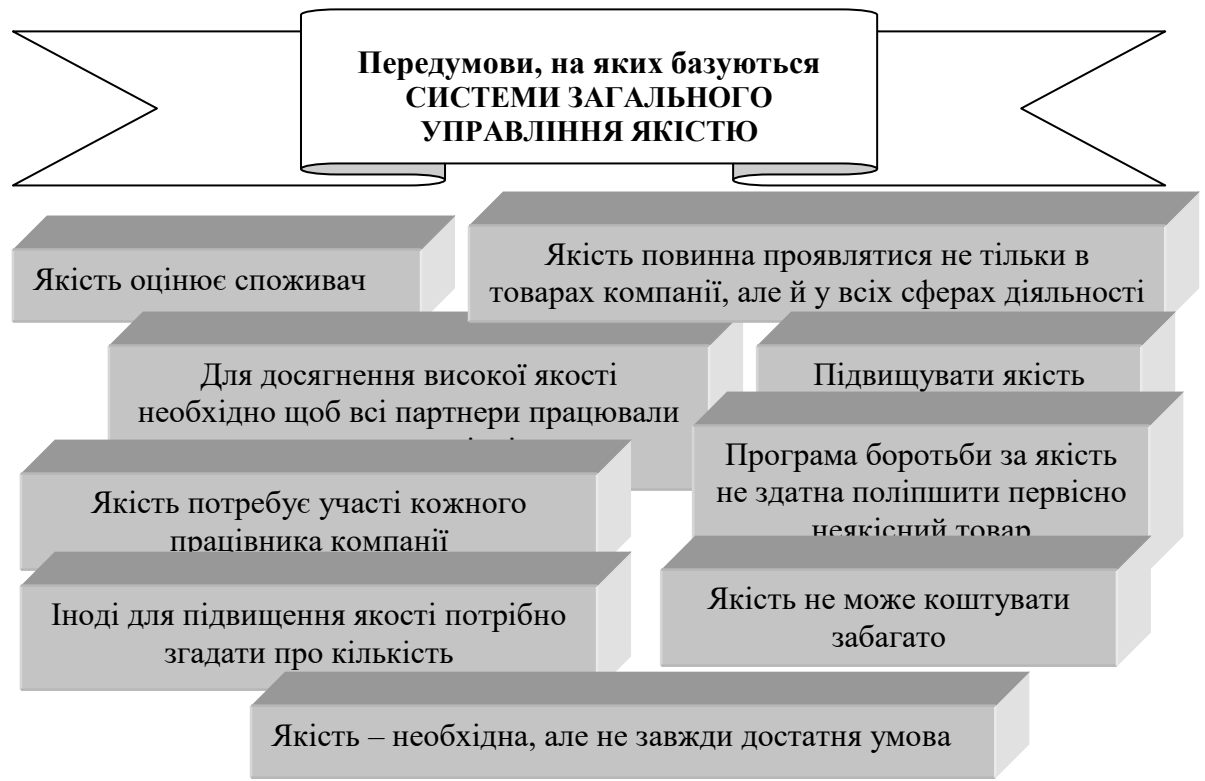 Передумови, на яких базуються
СИСТЕМИ ЗАГАЛЬНОГО
УПРАВЛІННЯ ЯКІСТЮ
Якість оцінює споживач
Якість повинна проявлятися не тільки в
товарах компанії, але й у всіх сферах діяльності
Для досягнення високої якості
необхідно щоб всі партнери працювали
Підвищувати якість
Якість потребує участі кожного
працівника компанії
Програма боротьби за якість
не здатна поліпшити первісно
неякісний товар
Іноді для підвищення якості потрібно
згадати про кількість
Якість не може коштувати
забагато
Якість – необхідна, але не завжди достатня умова